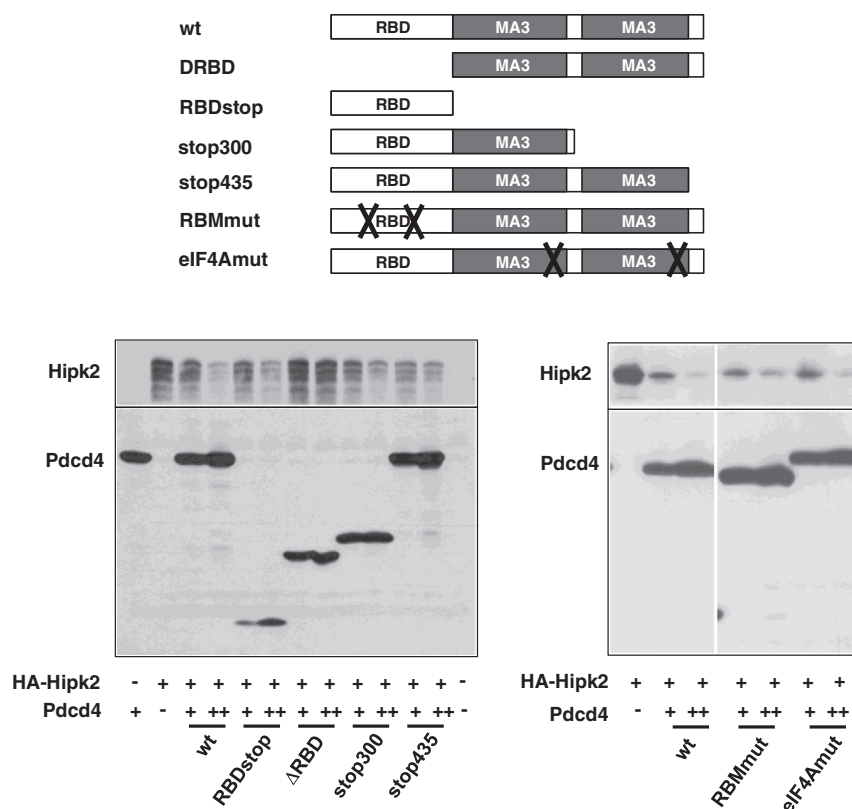 wt RBD MA3 MA3
DRBD MA3 MA3
RBDstop RBD
stop300 RBD MA3
stop435 RBD MA3 MA3
RBMmut RBD MA3 MA3
eIF4Amut RBD MA3 MA3
Hipk2
Pdcd4
HA-Hipk2 - + + + + + + + + + + + -
Pdcd4 + - + ++ + ++ + ++ + ++ + ++
wt RBDstop ΔRBD stop300 stop435
Hipk2
Pdcd4
HA-Hipk2 + + + + + + +
Pdcd4 - + ++ + ++ + ++
wt RBMmut eIF4Amut